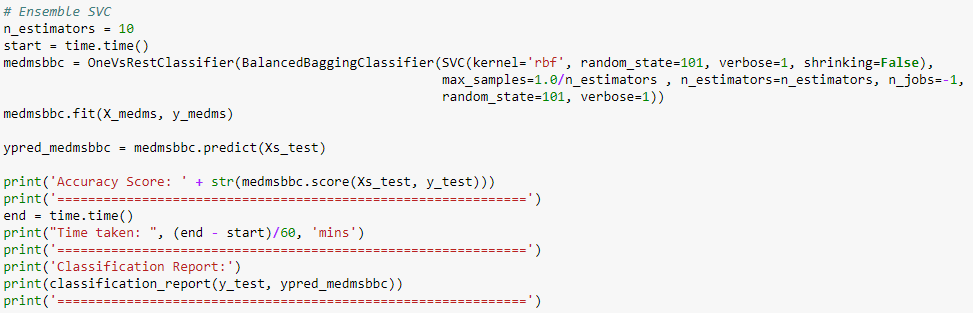 # Ensemble SVC
n_estimators = 10
start = time.time()
medmsbbc = OneVsRestClassifier(BalancedBaggingClassifier(SVC(kernel='rbf', random_state=101, verbose=1, shrinking=False),
                                                         max_samples=1.0/n_estimators , n_estimators=n_estimators, n_jobs=-1,
                                                         random_state=101, verbose=1))
medmsbbc.fit(X_medms, y_medms)

ypred_medmsbbc = medmsbbc.predict(Xs_test)

print('Accuracy Score: ' + str(medmsbbc.score(Xs_test, y_test)))
print('============================================================')
end = time.time()
print("Time taken: ", (end - start)/60, 'mins')
print('============================================================')
print('Classification Report:')
print(classification_report(y_test, ypred_medmsbbc))
print('============================================================')